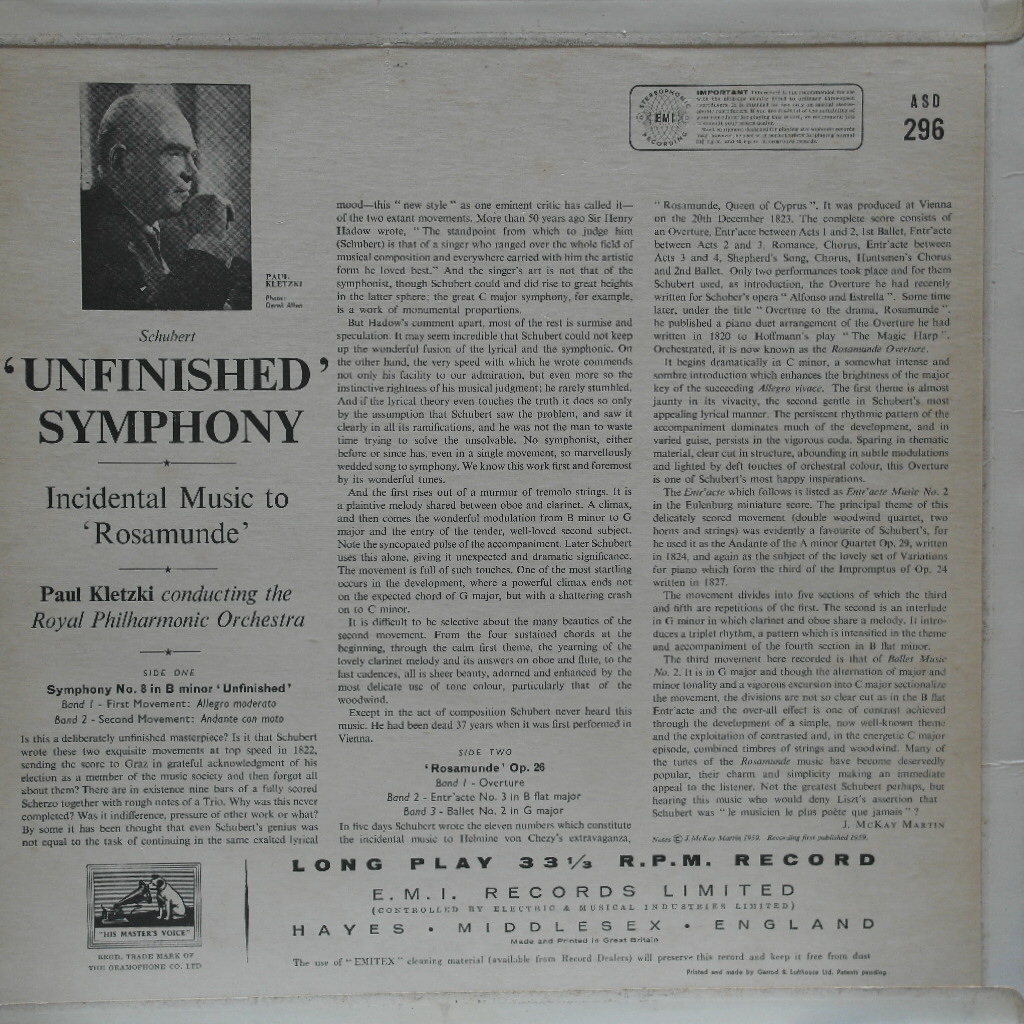 PAUL
KLETZKI
Photo:
Derek Allen
STEREOPHONIC
EMI
RECORDING
IMPORTANT
ASD
296
Schubert
‘UNFINISHED’
SYMPHONY
Incidental Music to
‘Rosamunde’
Paul Kletzki conducting the
Royal Philharmonic Orchestra
SIDE ONE
Symphony No. 8 in B minor ‘Unfinished’
Band 1 - First Movement: Allegro moderato
Band 2 - Second Movement: Andante con moto
Is this a deliberately unfinished masterpiece? Is it that Schubert
wrote these two exquisite movements at top speed in 1822,
sending the score to Graz in grateful acknowledgment of his
election as a member of the music society and then forgot all
about them? There are in existence nine bars of a fully scored
Scherzo together with rough notes of a Trio. Why was this never
completed? Was it indifference, pressure of other work or what?
By some it has been thought that even Schubert's genius was
not equal to the task of continuing in the same exalted lyrical
mood—this “ new style ” as one eminent critic has called it—
of the two extant movements. More than 50 years ago Sir Henry
Hadow wrote, “ The standpoint from which to judge him
(Schubert) is that of a singer who ranged over the whole field of
musical composition and everywhere carried with him the artistic
form he loved best.” And the singer's art is not that of the
symphonist, though Schubert could and did rise to great heights
in the latter sphere; the great C major symphony, for example,
is a work of monumental proportions.
But Hadow's comment apart, most of the rest is surmise and
speculation. It may seem incredible that Schubert could not keep
up the wonderful fusion of the lyrical and the symphonic. On
the other hand, the very speed with which he wrote commends
not only his facility to our admiration, but even more so the
instinctive rightness of his musical judgment; he rarely stumbled.
And if the lyrical theory even touches the truth it does so only
by the assumption that Schubert saw the problem, and saw it
clearly in all its ramifications, and he was not the man to waste
time trying to solve the unsolvable. No symphonist, either
before or since has, even in a single movement, so marvellously
wedded song to symphony. We know this work first and foremost
by its wonderful tunes.
And the first rises out of a murmur of tremolo strings. It is
a plaintive melody shared between oboe and clarinet. A climax,
and then comes the wonderful modulation from B minor to G
major and the entry of the tender, well-loved second subject.
Note the syncopated pulse of the accompaniment. Later Schubert
uses this alone, giving it unexpected and dramatic significance.
The movement is full of such touches. One of the most startling
occurs in the development, where a powerful climax ends not
on the expected chord of G major, but with a shattering crash
on to C minor.
It is difficult to be selective about the many beauties of the
second movement. From the four sustained chords at the
beginning, through the calm first theme, the yearning of the
lovely clarinet melody and its answers on oboe and flute, to the
last cadences, all is sheer beauty, adorned and enhanced by the
most delicate use of tone colour, particularly that of the
woodwind.
Except in the act of composition Schubert never heard this
music. He had been dead 37 years when it was first performed in
Vienna.
SIDE TWO
‘Rosamunde’ Op. 26
Band 1 - Overture
Band 2 - Entr'acte No. 3 in B flat major
Band 3 - Ballet No. 2 in G major
In five days Schubert wrote the eleven numbers which constitute
the incidental music to Helmine von Chezy's extravaganza,
“ Rosamunde, Queen of Cyprus ”. It was produced at Vienna
on the 20th December 1823. The complete score consists of
an Overture, Entr'acte between Acts 1 and 2, 1st Ballet, Entr'acte
between Acts 2 and 3, Romance, Chorus, Entr'acte between
Acts 3 and 4, Shepherd's Song, Chorus, Huntsmen's Chorus
and 2nd Ballet. Only two performances took place and for them
Schubert used, as introduction, the Overture he had recently
written for Schober's opera “ Alfonso and Estrella ”. Some time
later, under the title “ Overture to the drama, Rosamunde ”,
he published a piano duet arrangement of the Overture he had
written in 1820 to Hoffmann's play “ The Magic Harp ”.
Orchestrated, it is now known as the Rosamunde Overture.
It begins dramatically in C minor, a somewhat intense and
sombre introduction which enhances the brightness of the major
key of the succeeding Allegro vivace. The first theme is almost
jaunty in its vivacity, the second gentle in Schubert's most
appealing lyrical manner. The persistent rhythmic pattern of the
accompaniment dominates much of the development, and in
varied guise, persists in the vigorous coda. Sparing in thematic
material, clear cut in structure, abounding in subtle modulations
and lighted by deft touches of orchestral colour, this Overture
is one of Schubert's most happy inspirations.
The Entr'acte which follows is listed as Entr'acte Music No. 2
in the Eulenburg miniature score. The principal theme of this
delicately scored movement (double woodwind quartet, two
horns and strings) was evidently a favourite of Schubert's, for
he used it as the Andante of the A minor Quartet Op. 29, written
in 1824, and again as the subject of the lovely set of Variations
for piano which form the third of the Impromptus of Op. 24
written in 1827.
The movement divides into five sections of which the third
and fifth are repetitions of the first. The second is an interlude
in G minor in which clarinet and oboe share a melody. It intro-
duces a triplet rhythm, a pattern which is intensified in the theme
and accompaniment of the fourth section in B flat minor.
The third movement here recorded is that of Ballet Music
No. 2. It is in G major and though the alternation of major and
minor tonality and a vigorous excursion into C major sectionalize
the movement, the divisions are not so clear cut as in the B flat
Entr'acte and the over-all effect is one of contrast achieved
through the development of a simple, now well-known theme
and the exploitation of contrasted and, in the energetic C major
episode, combined timbres of strings and woodwind. Many of
the tunes of the Rosamunde music have become deservedly
popular, their charm and simplicity making an immediate
appeal to the listener. Not the greatest Schubert perhaps, but
hearing this music who would deny Liszt's assertion that
Schubert was “ le musicien le plus poète que jamais ” ?
J. MCKAY MARTIN
Notes © J. McKay Martin 1959. Recording first published 1959.
"HIS MASTER'S VOICE"
REGD. TRADE MARK OF
THE GRAMOPHONE CO. LTD
LONG PLAY 33⅓ R.P.M. RECORD
E.M.I. RECORDS LIMITED
(CONTROLLED BY ELECTRIC & MUSICAL INDUSTRIES LIMITED)
HAYES • MIDDLESEX • ENGLAND
Made and Printed in Great Britain
The use of “EMITEX” cleaning material (available from Record Dealers) will preserve this record and keep it free from dust
Printed and made by Garrod & Lofthouse Ltd. Patents pending